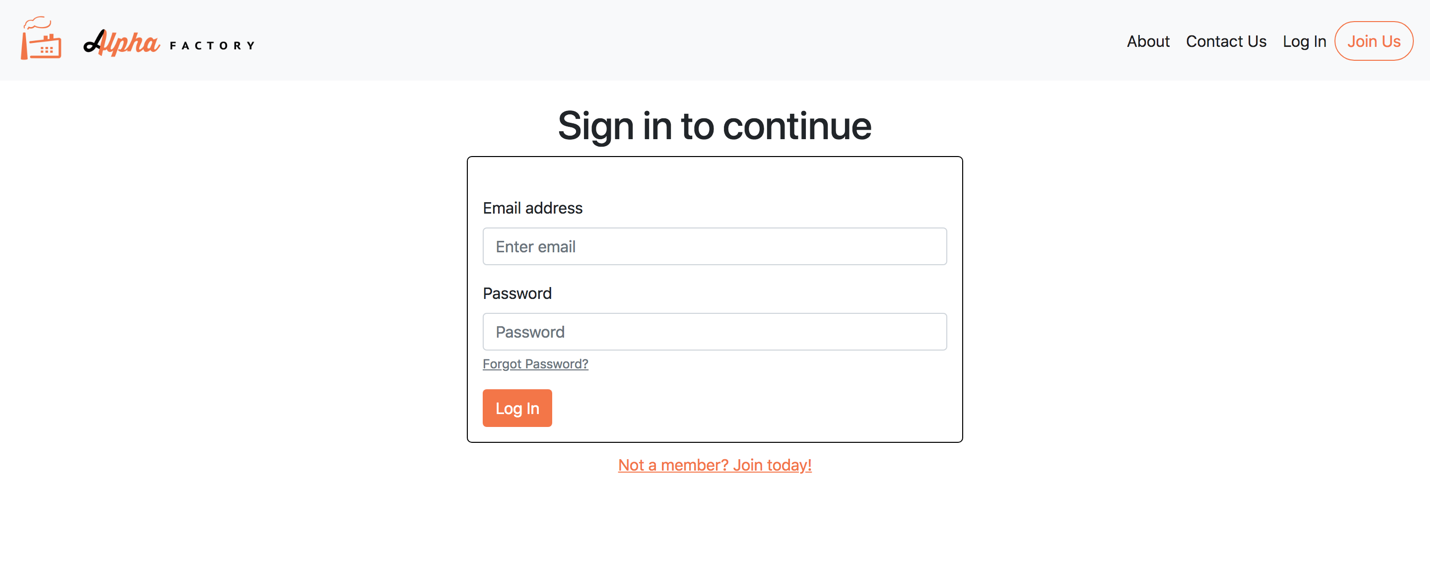 Alpha FACTORY About Contact Us Log In Join Us
Sign in to continue
Email address
Enter email
Password
Password
Forgot Password?
Log In
Not a member? Join today!